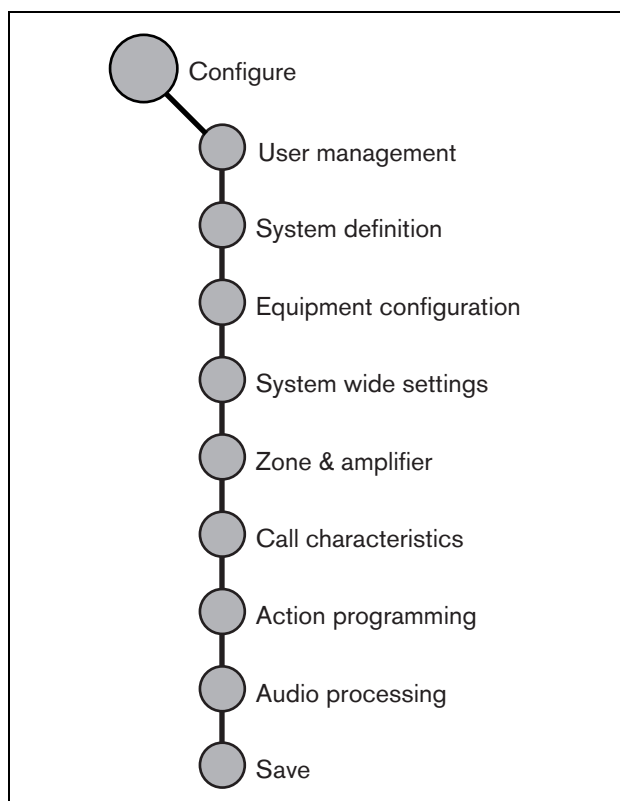 Configure
User management
System definition
Equipment configuration
System wide settings
Zone & amplifier
Call characteristics
Action programming
Audio processing
Save